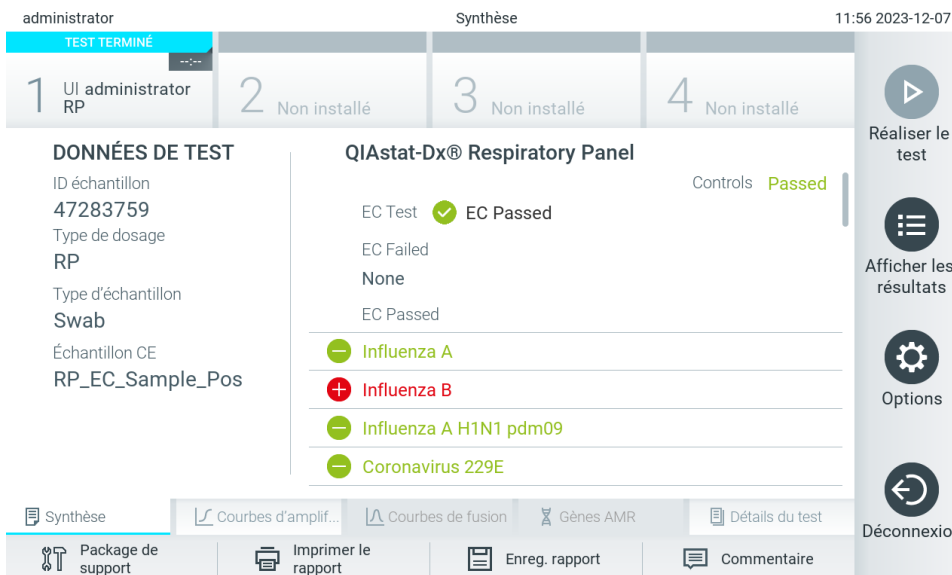 administrator
Synthèse
11:56 2023-12-07
TEST TERMINÉ
--:--
1 UI administrator
RP
2 Non installé
3 Non installé
4 Non installé
DONNÉES DE TEST
ID échantillon
47283759
Type de dosage
RP
Type d'échantillon
Swab
Échantillon CE
RP_EC_Sample_Pos
QIAstat-Dx® Respiratory Panel
Controls Passed
EC Test EC Passed
EC Failed
None
EC Passed
Influenza A
Influenza B
Influenza A H1N1 pdm09
Coronavirus 229E
Réaliser le
test
Afficher les
résultats
Options
Déconnexio
Synthèse
Courbes d'amplif...
Courbes de fusion
Gènes AMR
Détails du test
Package de
support
Imprimer le
rapport
Enreg. rapport
Commentaire